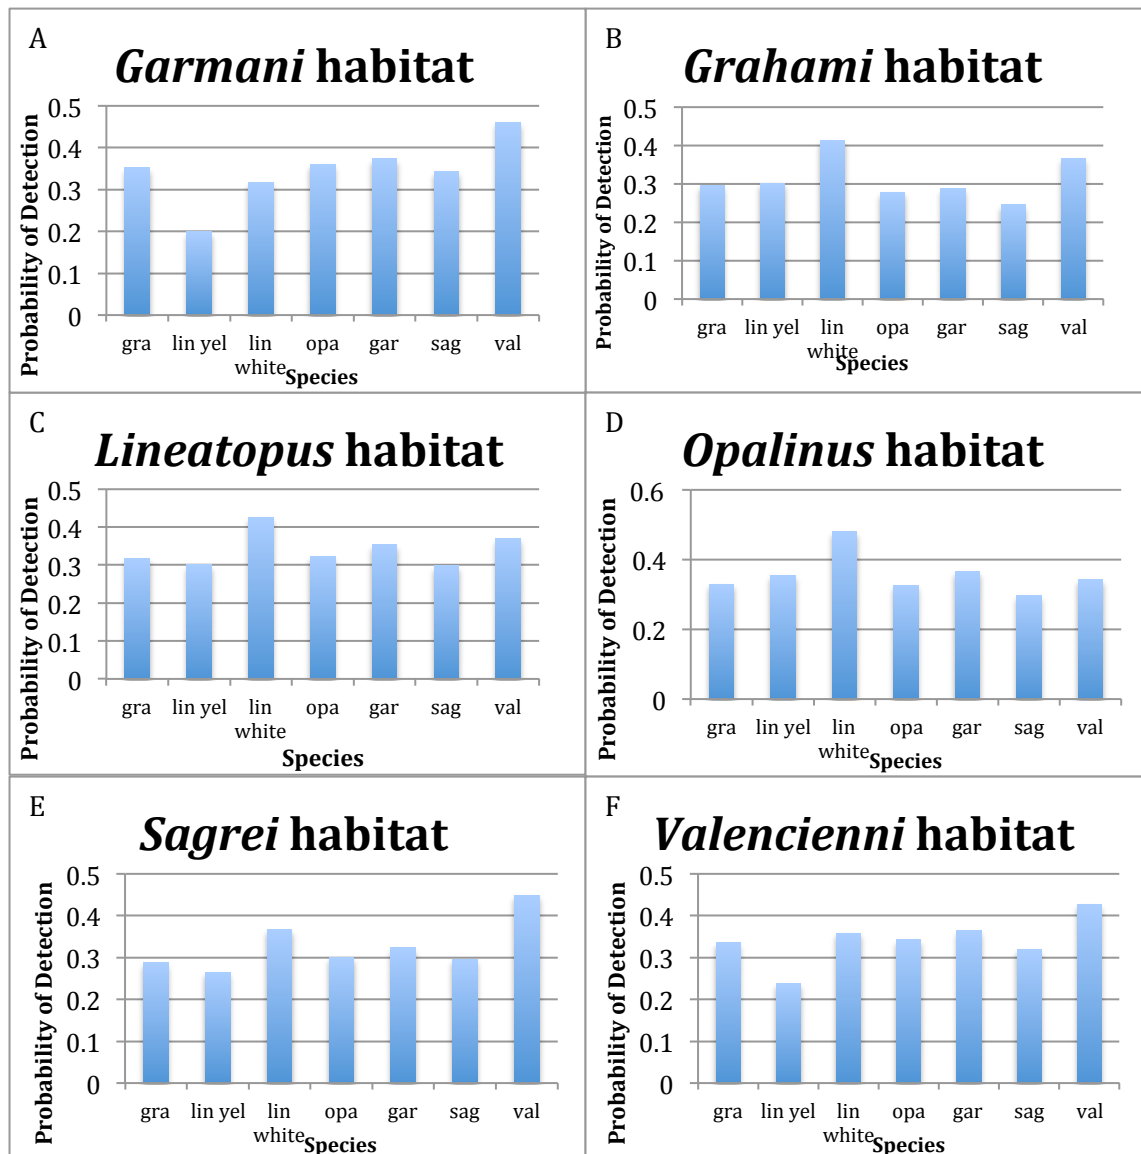 A
Garmani habitat
Probability of Detection
0.5
0.4
0.3
0.2
0.1
0
gra lin yel lin white opa gar sag val
Species
B
Grahami habitat
Probability of Detection
0.5
0.4
0.3
0.2
0.1
0
gra lin yel lin white opa gar sag val
Species
C
Lineatopus habitat
Probability of Detection
0.5
0.4
0.3
0.2
0.1
0
gra lin yel lin white opa gar sag val
Species
D
Opalinus habitat
Probability of Detection
0.6
0.4
0.2
0
gra lin yel lin white opa gar sag val
Species
E
Sagrei habitat
Probability of Detection
0.5
0.4
0.3
0.2
0.1
0
gra lin yel lin white opa gar sag val
Species
F
Valencienni habitat
Probability of Detection
0.5
0.4
0.3
0.2
0.1
0
gra lin yel lin white opa gar sag val
Species